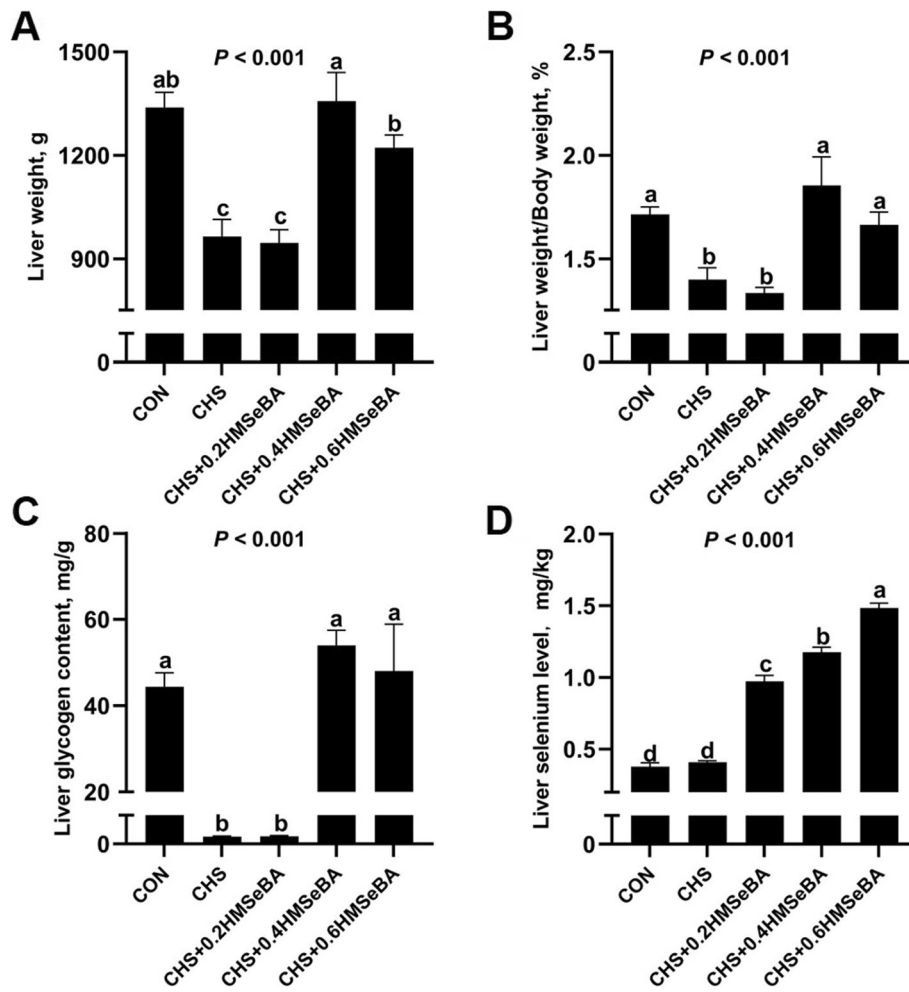 A
P < 0.001
Liver weight, g
1500
1200
900
0
ab
c
c
a
b
CON
CHS
CHS+0.2HMSeBA
CHS+0.4HMSeBA
CHS+0.6HMSeBA
B
P < 0.001
Liver weight/Body weight, %
2.5
2.0
1.5
0
a
b
b
a
a
CON
CHS
CHS+0.2HMSeBA
CHS+0.4HMSeBA
CHS+0.6HMSeBA
C
P < 0.001
Liver glycogen content, mg/g
80
60
40
20
0
a
b
b
a
a
CON
CHS
CHS+0.2HMSeBA
CHS+0.4HMSeBA
CHS+0.6HMSeBA
D
P < 0.001
Liver selenium level, mg/kg
2.0
1.5
1.0
0.5
0
d
d
c
b
a
CON
CHS
CHS+0.2HMSeBA
CHS+0.4HMSeBA
CHS+0.6HMSeBA